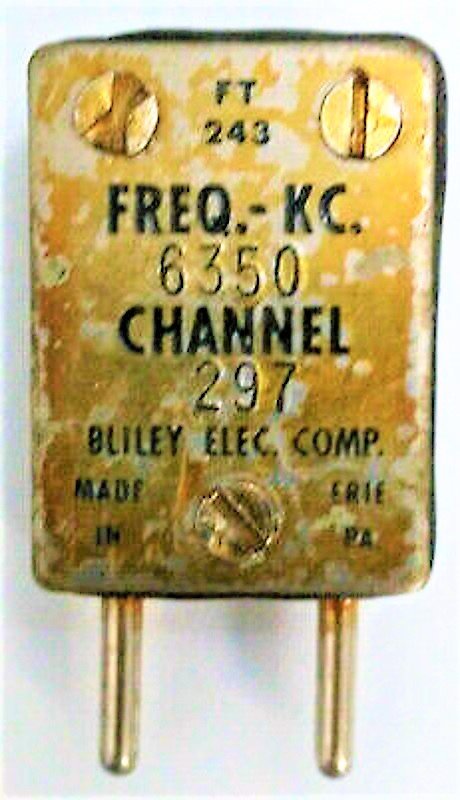 FT
243
FREQ.- KC.
6350
CHANNEL
297
BLILEY ELEC. COMP.
MADE ERIE
IN PA.